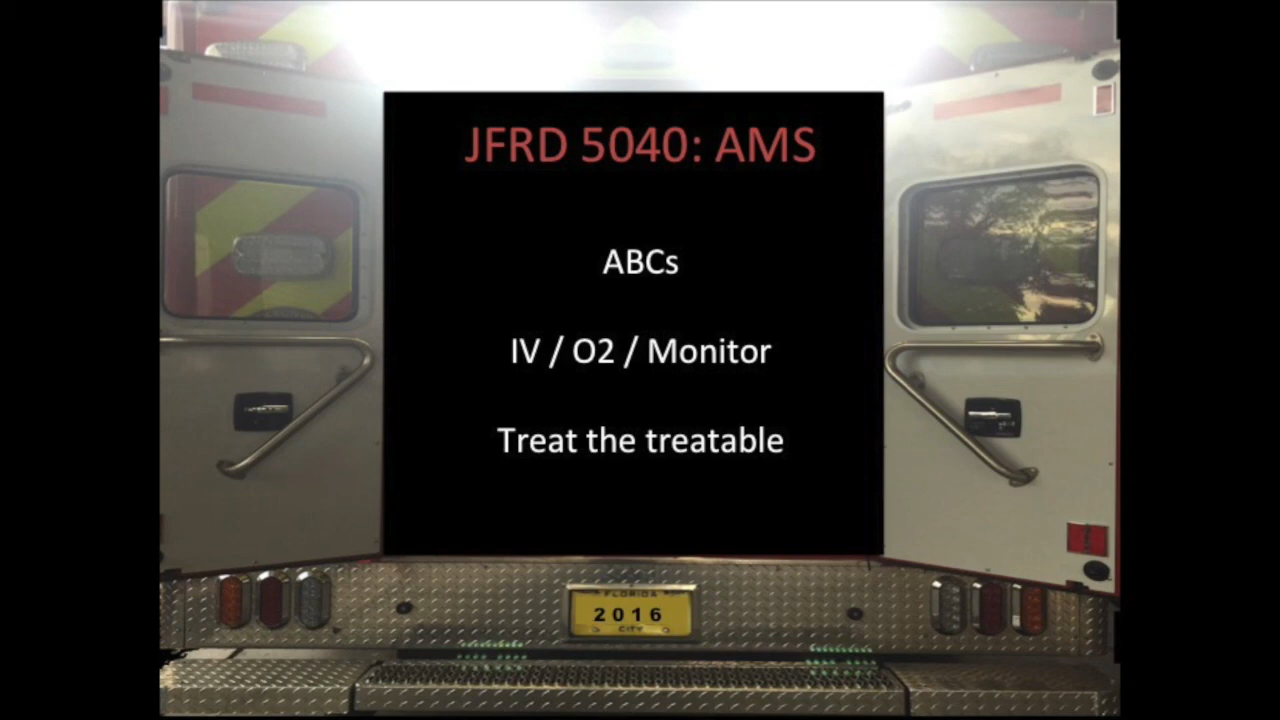 JFRD 5040: AMS
ABCs
IV / O2 / Monitor
Treat the treatable
FLORIDA
2016
CITY